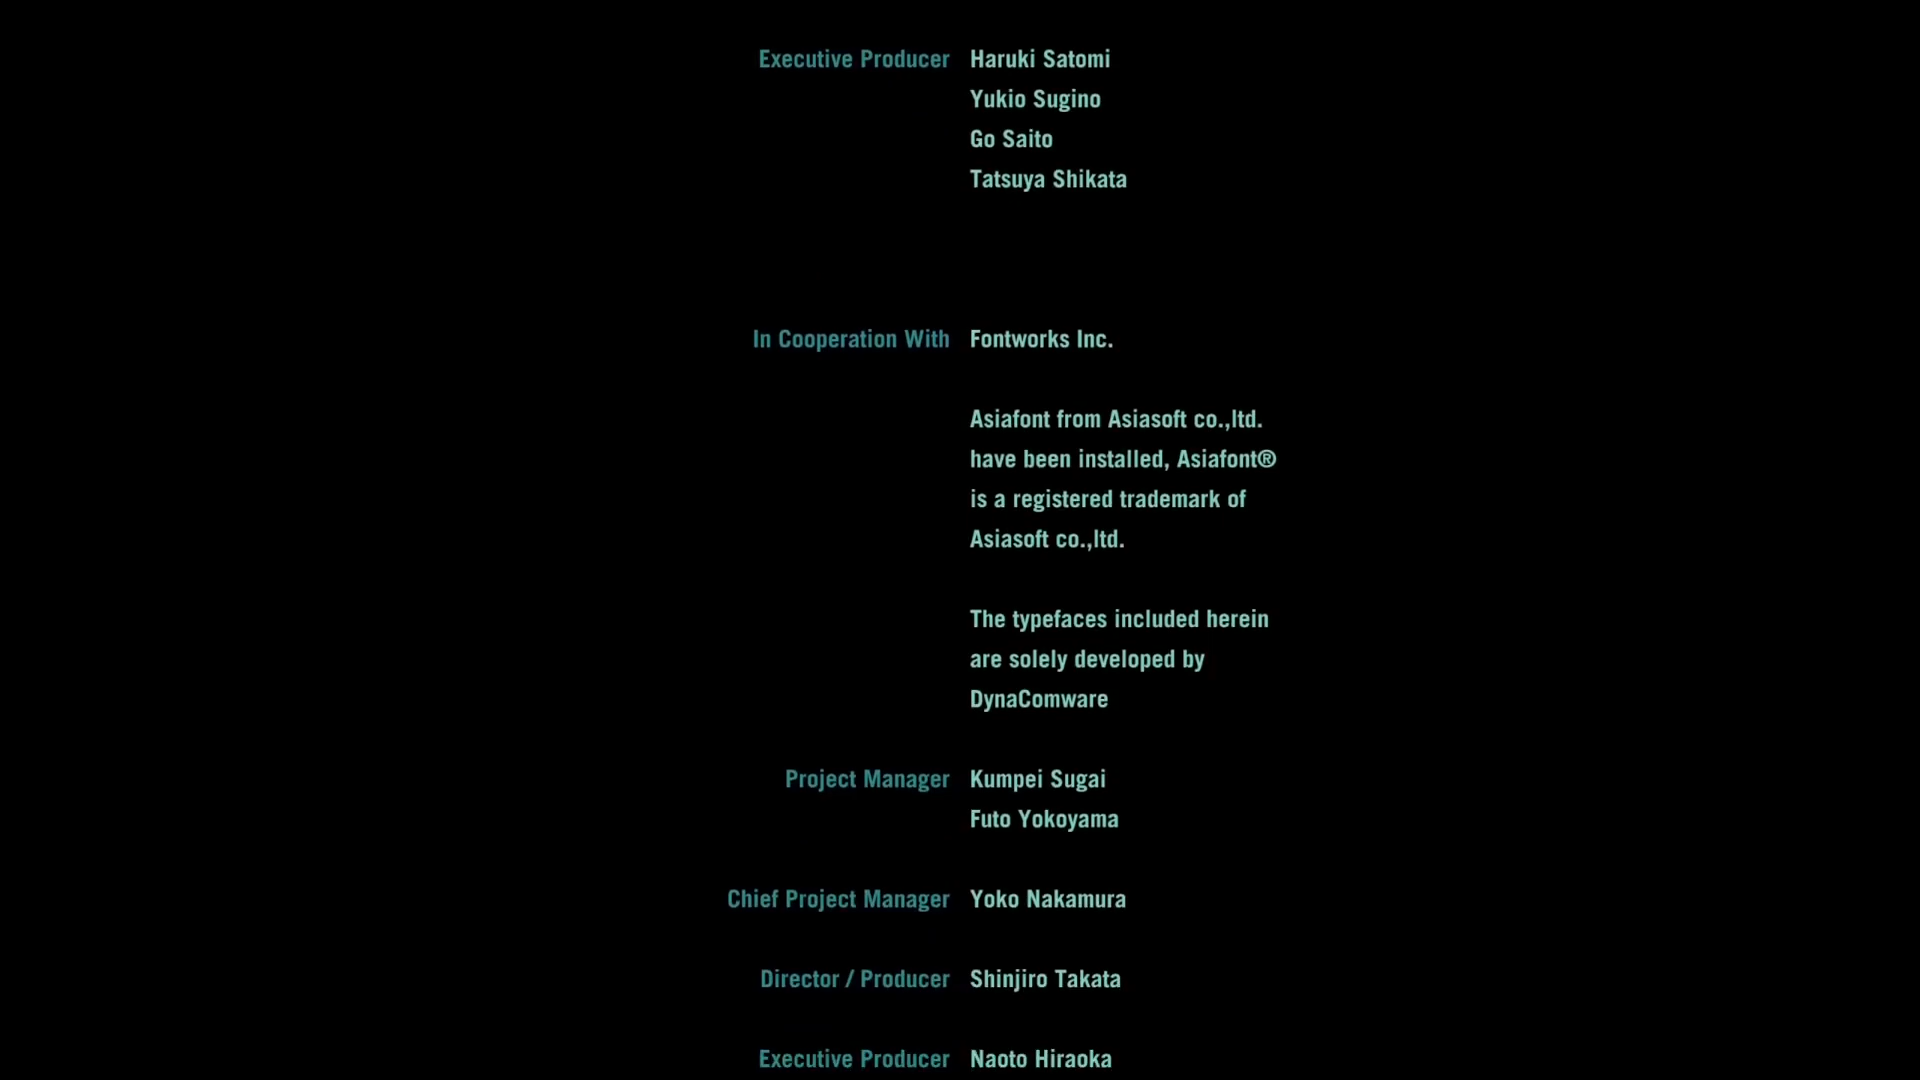 Executive Producer Haruki Satomi
Yukio Sugino
Go Saito
Tatsuya Shikata
In Cooperation With Fontworks Inc.
Asiafont from Asiasoft co.,ltd.
have been installed, Asiafont®
is a registered trademark of
Asiasoft co.,ltd.
The typefaces included herein
are solely developed by
DynaComware
Project Manager Kumpei Sugai
Futo Yokoyama
Chief Project Manager Yoko Nakamura
Director / Producer Shinjiro Takata
Executive Producer Naoto Hiraoka